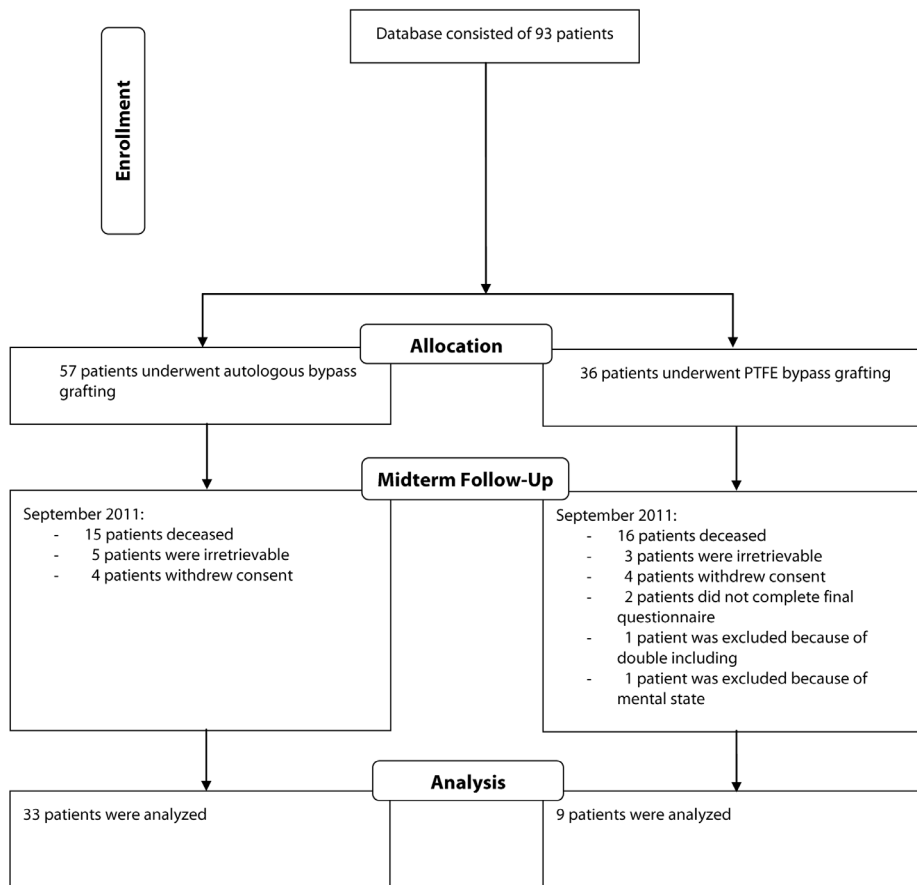 Database consisted of 93 patients
Enrollment
Allocation
57 patients underwent autologous bypass
grafting
36 patients underwent PTFE bypass grafting
Midterm Follow-Up
September 2011:
- 15 patients deceased
- 5 patients were irretrievable
- 4 patients withdrew consent
September 2011:
- 16 patients deceased
- 3 patients were irretrievable
- 4 patients withdrew consent
- 2 patients did not complete final
questionnaire
- 1 patient was excluded because of
double including
- 1 patient was excluded because of
mental state
Analysis
33 patients were analyzed
9 patients were analyzed